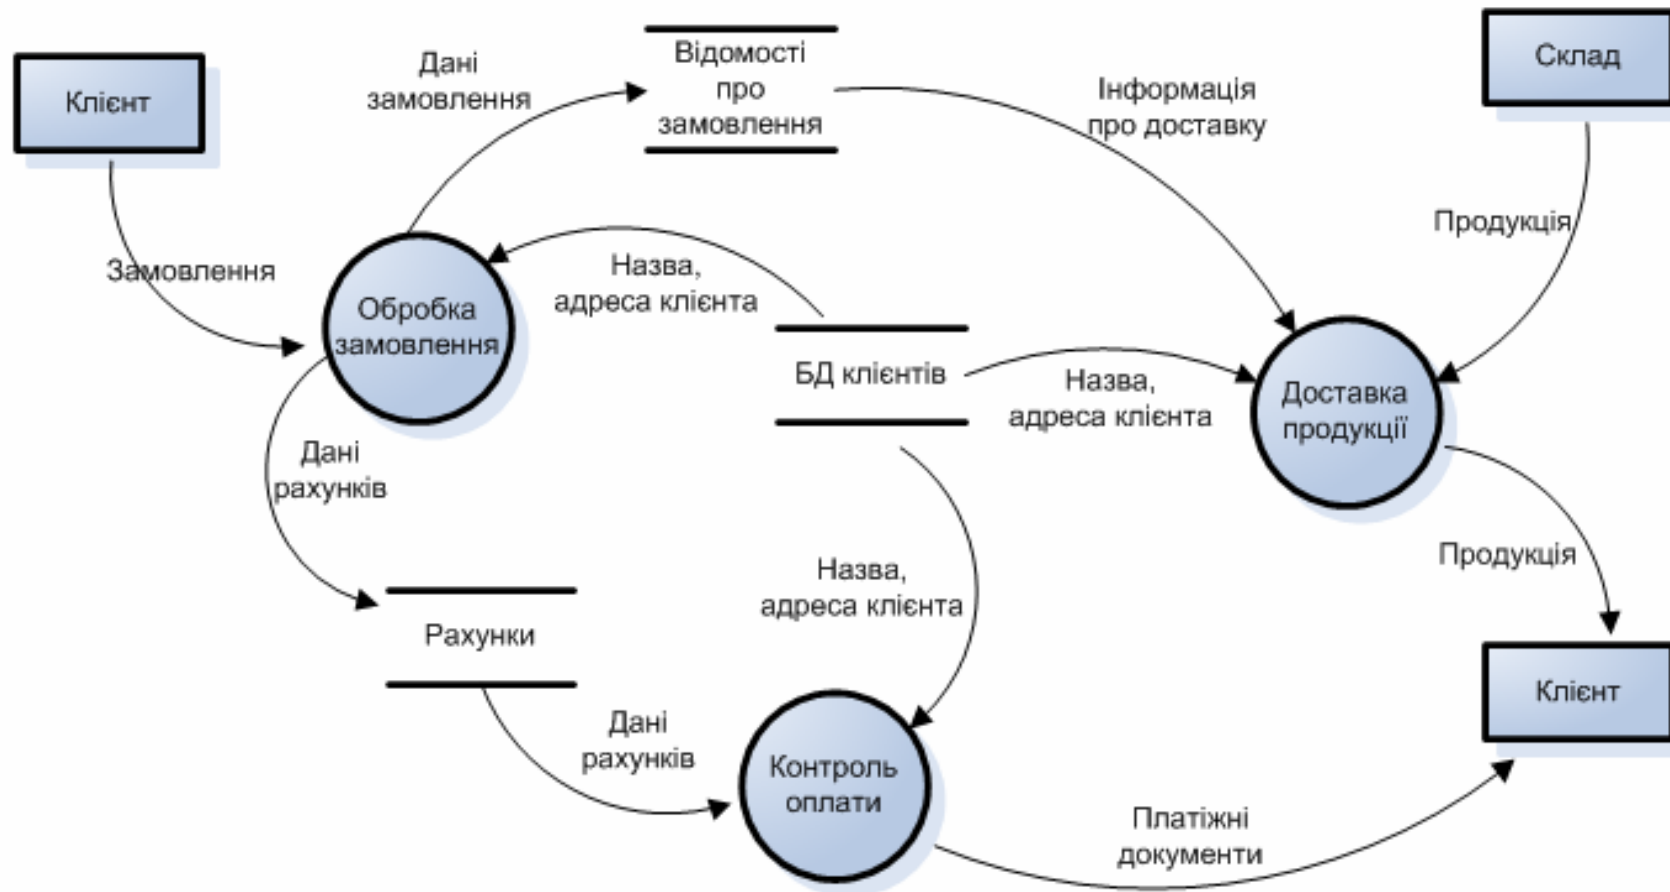 Клієнт
Дані
замовлення
Відомості
про
замовлення
Інформація
про доставку
Склад
Замовлення
Обробка
замовлення
Назва,
адреса клієнта
Продукція
БД клієнтів
Назва,
адреса клієнта
Доставка
продукції
Дані
рахунків
Назва,
адреса клієнта
Продукція
Рахунки
Клієнт
Дані
рахунків
Контроль
оплати
Платіжні
документи